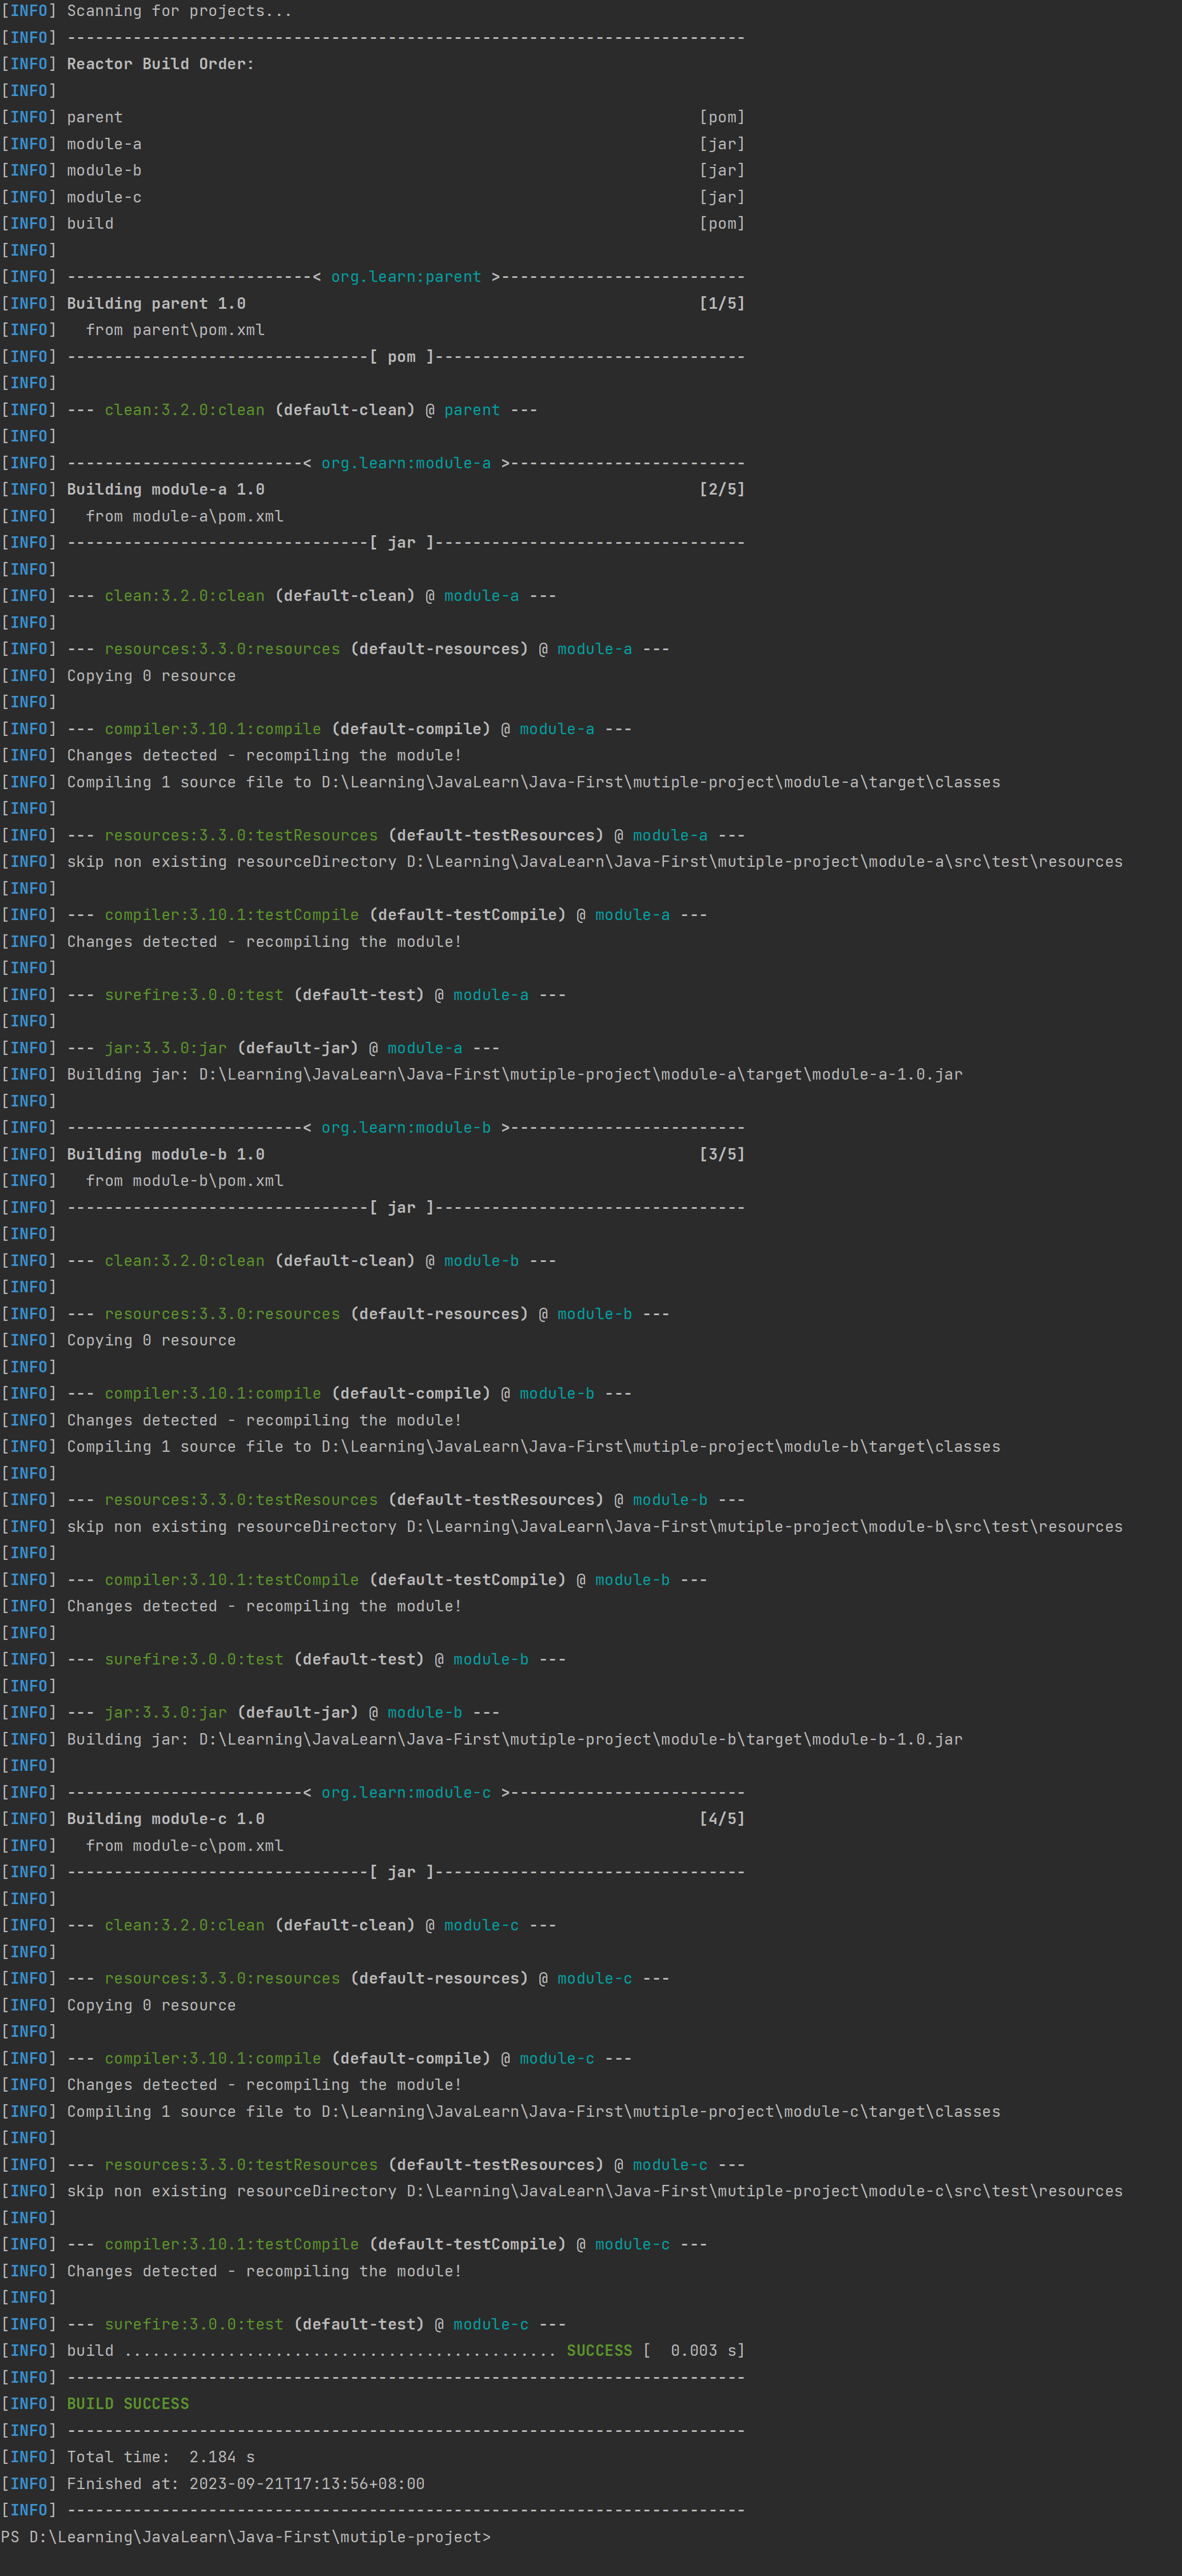 [INFO] Scanning for projects...
[INFO] ------------------------------------------------------------------------
[INFO] Reactor Build Order:
[INFO]
[INFO] parent                                                             [pom]
[INFO] module-a                                                           [jar]
[INFO] module-b                                                           [jar]
[INFO] module-c                                                           [jar]
[INFO] build                                                              [pom]
[INFO]
[INFO] --------------------------< org.learn:parent >--------------------------
[INFO] Building parent 1.0                                                [1/5]
[INFO]   from parent\pom.xml
[INFO] --------------------------------[ pom ]---------------------------------
[INFO]
[INFO] --- clean:3.2.0:clean (default-clean) @ parent ---
[INFO]
[INFO] -------------------------< org.learn:module-a >-------------------------
[INFO] Building module-a 1.0                                              [2/5]
[INFO]   from module-a\pom.xml
[INFO] --------------------------------[ jar ]---------------------------------
[INFO]
[INFO] --- clean:3.2.0:clean (default-clean) @ module-a ---
[INFO]
[INFO] --- resources:3.3.0:resources (default-resources) @ module-a ---
[INFO] Copying 0 resource
[INFO]
[INFO] --- compiler:3.10.1:compile (default-compile) @ module-a ---
[INFO] Changes detected - recompiling the module!
[INFO] Compiling 1 source file to D:\Learning\JavaLearn\Java-First\mutiple-project\module-a\target\classes
[INFO]
[INFO] --- resources:3.3.0:testResources (default-testResources) @ module-a ---
[INFO] skip non existing resourceDirectory D:\Learning\JavaLearn\Java-First\mutiple-project\module-a\src\test\resources
[INFO]
[INFO] --- compiler:3.10.1:testCompile (default-testCompile) @ module-a ---
[INFO] Changes detected - recompiling the module!
[INFO]
[INFO] --- surefire:3.0.0:test (default-test) @ module-a ---
[INFO]
[INFO] --- jar:3.3.0:jar (default-jar) @ module-a ---
[INFO] Building jar: D:\Learning\JavaLearn\Java-First\mutiple-project\module-a\target\module-a-1.0.jar
[INFO]
[INFO] -------------------------< org.learn:module-b >-------------------------
[INFO] Building module-b 1.0                                              [3/5]
[INFO]   from module-b\pom.xml
[INFO] --------------------------------[ jar ]---------------------------------
[INFO]
[INFO] --- clean:3.2.0:clean (default-clean) @ module-b ---
[INFO]
[INFO] --- resources:3.3.0:resources (default-resources) @ module-b ---
[INFO] Copying 0 resource
[INFO]
[INFO] --- compiler:3.10.1:compile (default-compile) @ module-b ---
[INFO] Changes detected - recompiling the module!
[INFO] Compiling 1 source file to D:\Learning\JavaLearn\Java-First\mutiple-project\module-b\target\classes
[INFO]
[INFO] --- resources:3.3.0:testResources (default-testResources) @ module-b ---
[INFO] skip non existing resourceDirectory D:\Learning\JavaLearn\Java-First\mutiple-project\module-b\src\test\resources
[INFO]
[INFO] --- compiler:3.10.1:testCompile (default-testCompile) @ module-b ---
[INFO] Changes detected - recompiling the module!
[INFO]
[INFO] --- surefire:3.0.0:test (default-test) @ module-b ---
[INFO]
[INFO] --- jar:3.3.0:jar (default-jar) @ module-b ---
[INFO] Building jar: D:\Learning\JavaLearn\Java-First\mutiple-project\module-b\target\module-b-1.0.jar
[INFO]
[INFO] -------------------------< org.learn:module-c >-------------------------
[INFO] Building module-c 1.0                                              [4/5]
[INFO]   from module-c\pom.xml
[INFO] --------------------------------[ jar ]---------------------------------
[INFO]
[INFO] --- clean:3.2.0:clean (default-clean) @ module-c ---
[INFO]
[INFO] --- resources:3.3.0:resources (default-resources) @ module-c ---
[INFO] Copying 0 resource
[INFO]
[INFO] --- compiler:3.10.1:compile (default-compile) @ module-c ---
[INFO] Changes detected - recompiling the module!
[INFO] Compiling 1 source file to D:\Learning\JavaLearn\Java-First\mutiple-project\module-c\target\classes
[INFO]
[INFO] --- resources:3.3.0:testResources (default-testResources) @ module-c ---
[INFO] skip non existing resourceDirectory D:\Learning\JavaLearn\Java-First\mutiple-project\module-c\src\test\resources
[INFO]
[INFO] --- compiler:3.10.1:testCompile (default-testCompile) @ module-c ---
[INFO] Changes detected - recompiling the module!
[INFO]
[INFO] --- surefire:3.0.0:test (default-test) @ module-c ---
[INFO] build .............................................. SUCCESS [  0.003 s]
[INFO] ------------------------------------------------------------------------
[INFO] BUILD SUCCESS
[INFO] ------------------------------------------------------------------------
[INFO] Total time:  2.184 s
[INFO] Finished at: 2023-09-21T17:13:56+08:00
[INFO] ------------------------------------------------------------------------
PS D:\Learning\JavaLearn\Java-First\mutiple-project>